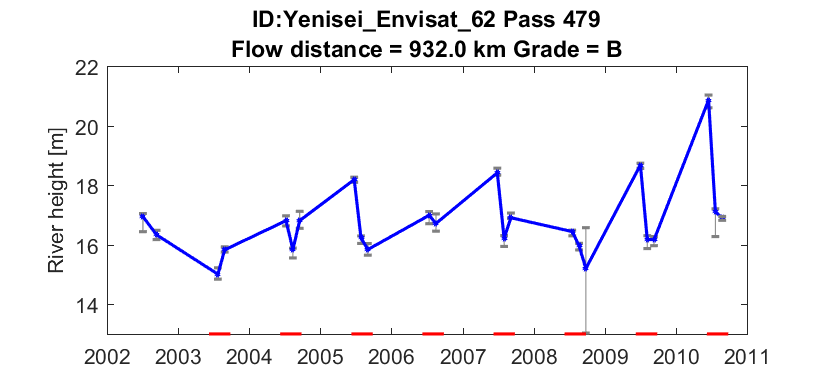 ID:Yenisei_Envisat_62 Pass 479
Flow distance = 932.0 km Grade = B
River height [m]
22
20
18
16
14
2002 2003 2004 2005 2006 2007 2008 2009 2010 2011